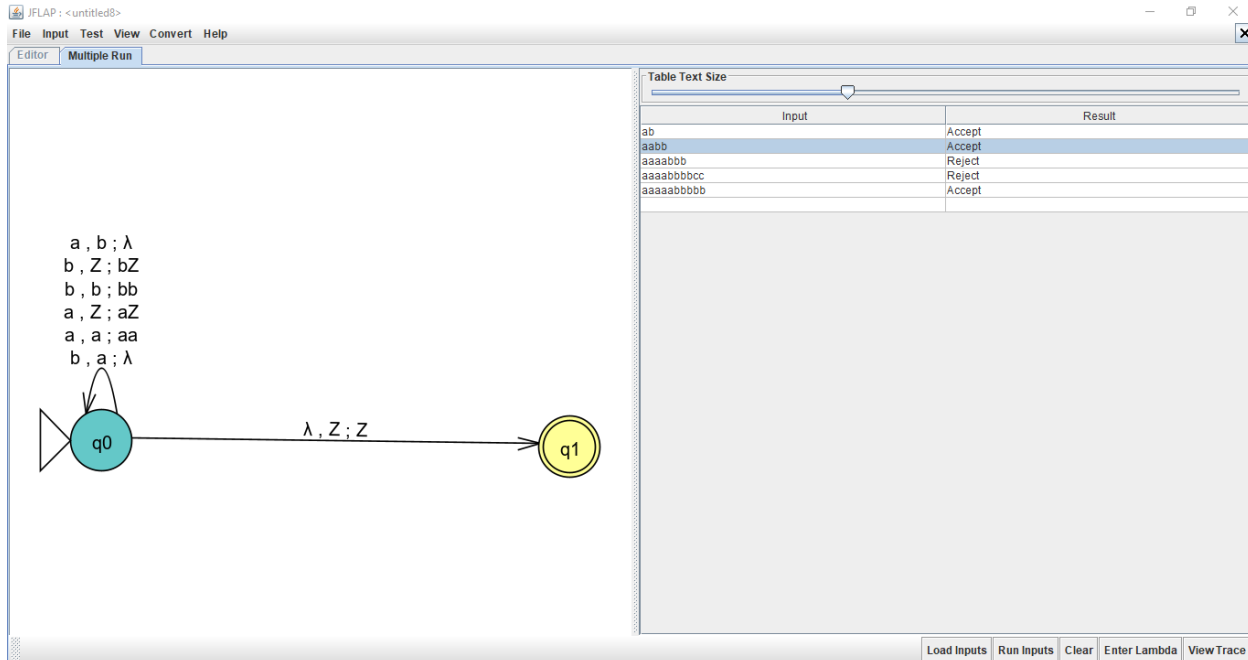 JFLAP : <untitled8>
File Input Test View Convert Help
Editor Multiple Run
Table Text Size
Input Result
ab Accept
aabb Accept
aaaabbb Reject
aaaabbbbcc Reject
aaaaabbbbb Accept
a , b ; λ
b , Z ; bZ
b , b ; bb
a , Z ; aZ
a , a ; aa
b , a ; λ
q0
λ , Z ; Z
q1
Load Inputs Run Inputs Clear Enter Lambda View Trace